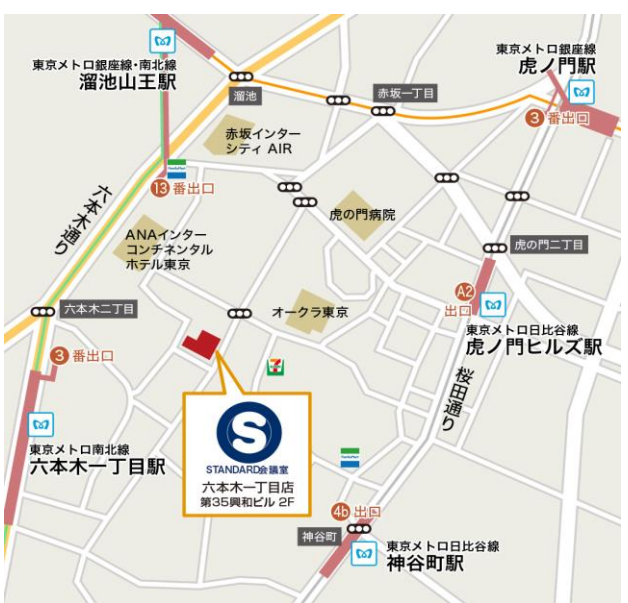 東京メトロ銀座線・南北線
溜池山王駅
東京メトロ銀座線
虎ノ門駅
溜池
赤坂一丁目
3番出口
赤坂インター
シティ AIR
13番出口
六本木通り
虎の門病院
ANAインター
コンチネンタル
ホテル東京
虎の門二丁目
A2
出口
六本木二丁目
オークラ東京
東京メトロ日比谷線
虎ノ門ヒルズ駅
3番出口
7
桜田通り
S
STANDARD会議室
六本木一丁目店
第35興和ビル 2F
東京メトロ南北線
六本木一丁目駅
4b出口
神谷町
東京メトロ日比谷線
神谷町駅